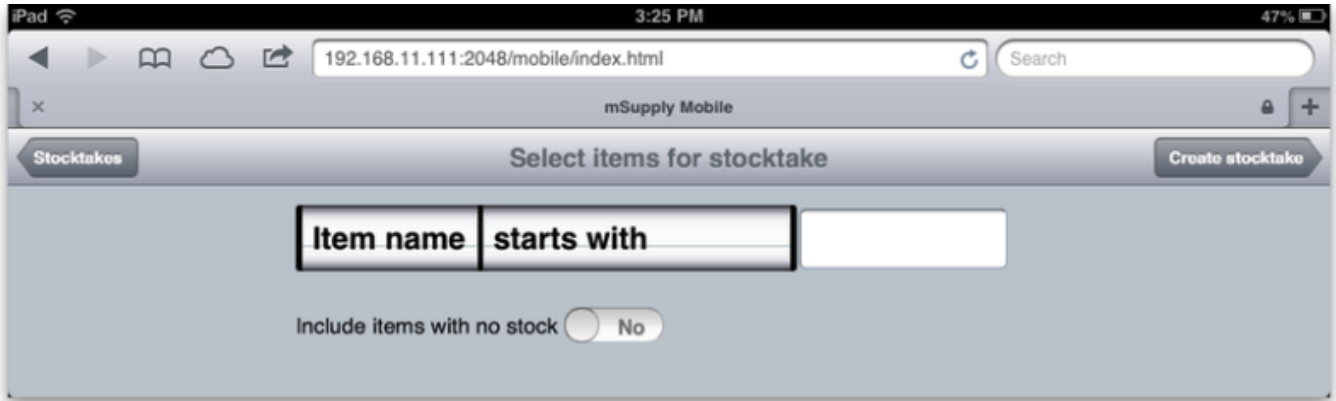 iPad 3:25 PM 47%
192.168.11.111:2048/mobile/index.html Search
mSupply Mobile
Stocktakes Select items for stocktake Create stocktake
Item name starts with
Include items with no stock No